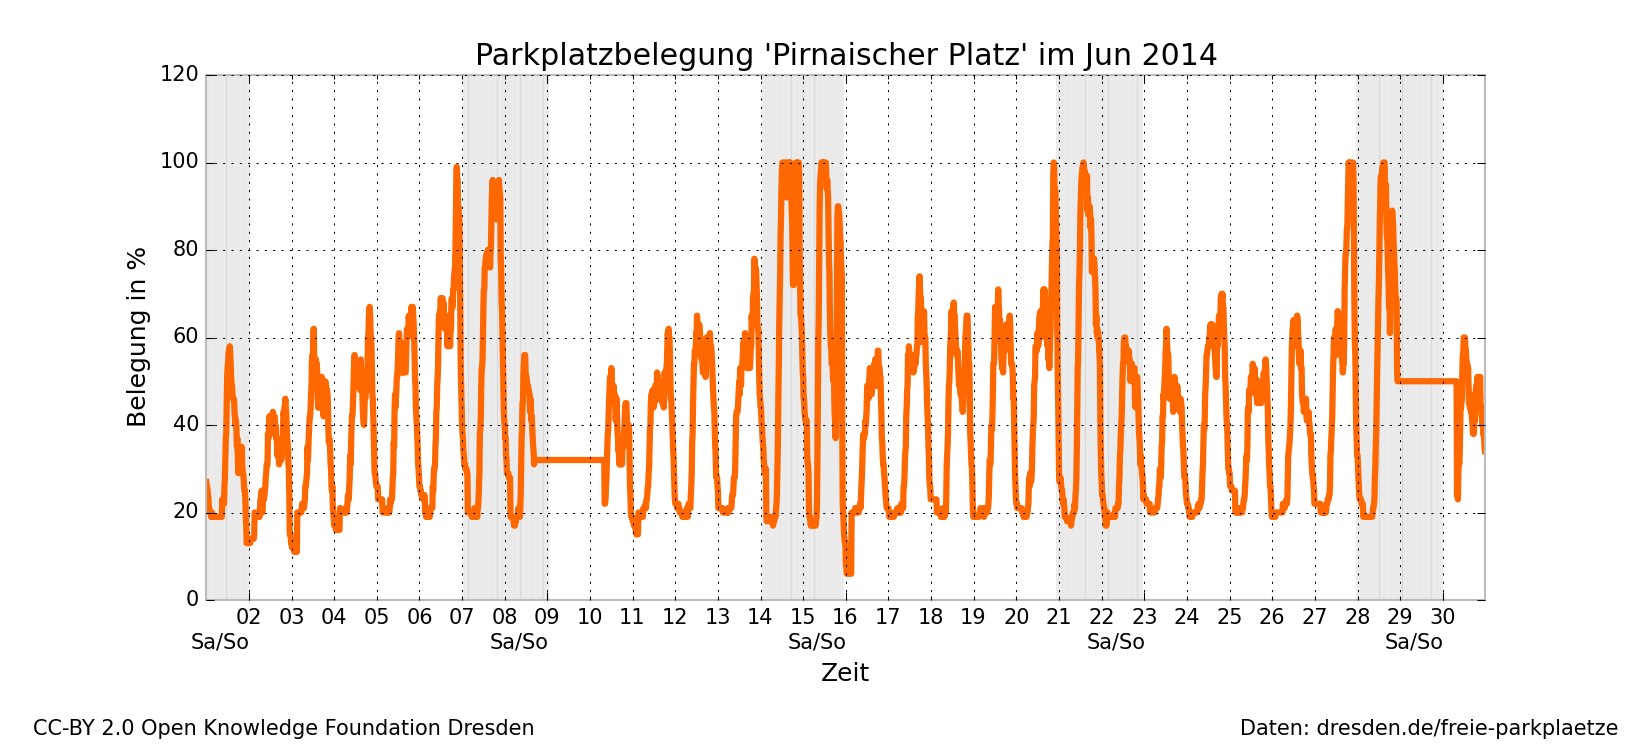 Parkplatzbelegung 'Pirnaischer Platz' im Jun 2014
120
100
80
60
40
20
0
Belegung in %
02 03 04 05 06 07 08 09 10 11 12 13 14 15 16 17 18 19 20 21 22 23 24 25 26 27 28 29 30
Sa/So Sa/So Sa/So Sa/So Sa/So
Zeit
CC-BY 2.0 Open Knowledge Foundation Dresden
Daten: dresden.de/freie-parkplaetze